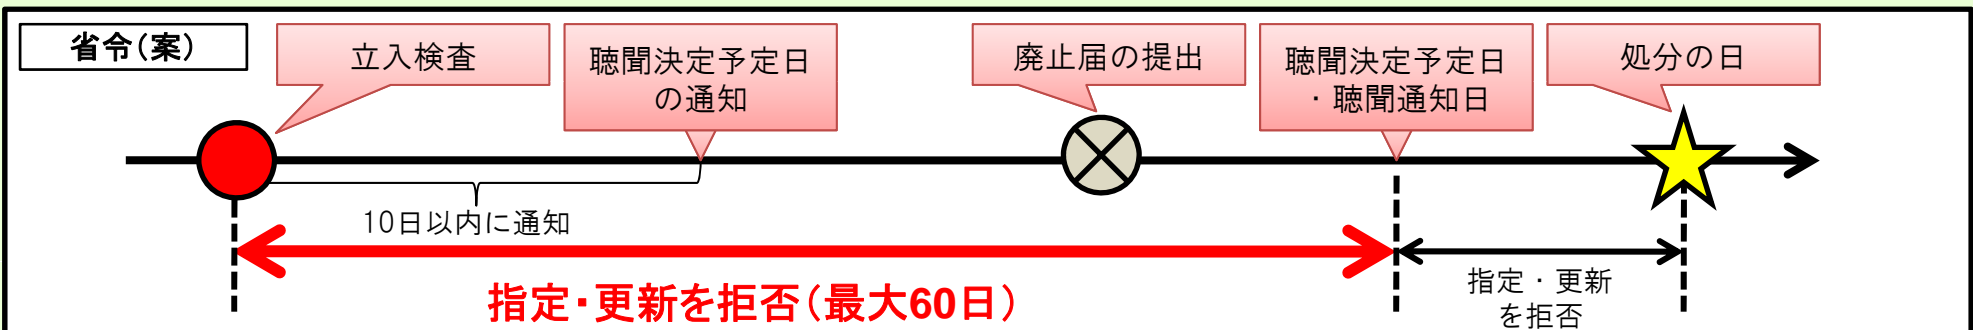 省令（案）
立入検査
聴聞決定予定日
の通知
廃止届の提出
聴聞決定予定日
・聴聞通知日
処分の日
10日以内に通知
指定・更新を拒否（最大60日）
指定・更新
を拒否